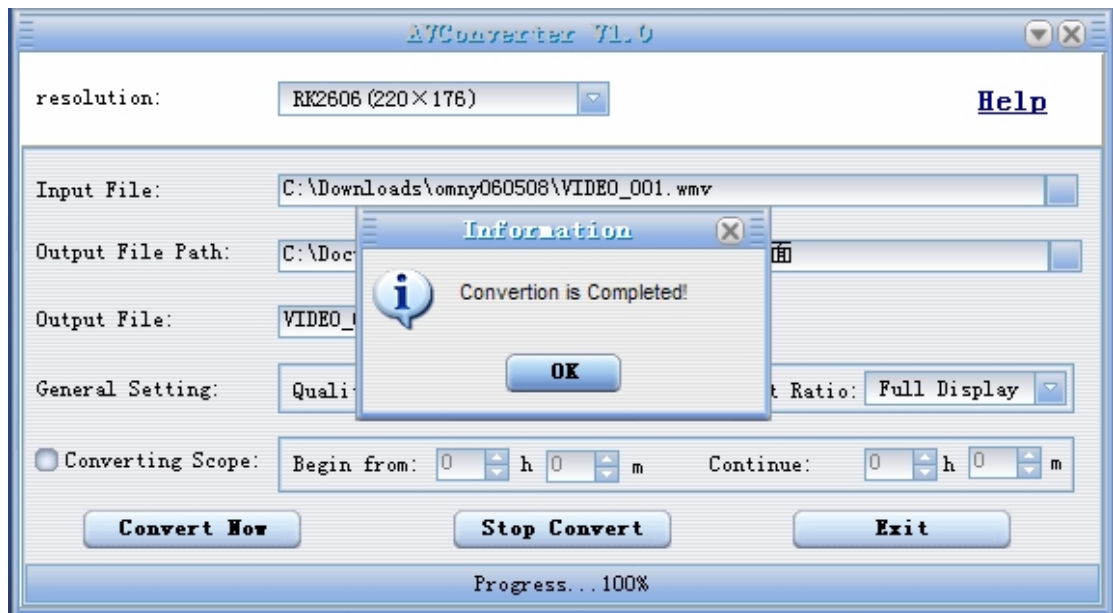 AVConverter V1.0
resolution: RK2606(220×176) Help
Input File: C:\Downloads\omny060508\VIDEO_001.wmv
Information
Output File Path: C:\Doc 面
Convertion is Completed!
Output File: VIDEO_
OK
General Setting: Quali Ratio: Full Display
Converting Scope: Begin from: 0 h 0 m Continue: 0 h 0 m
Convert Now Stop Convert Exit
Progress...100%